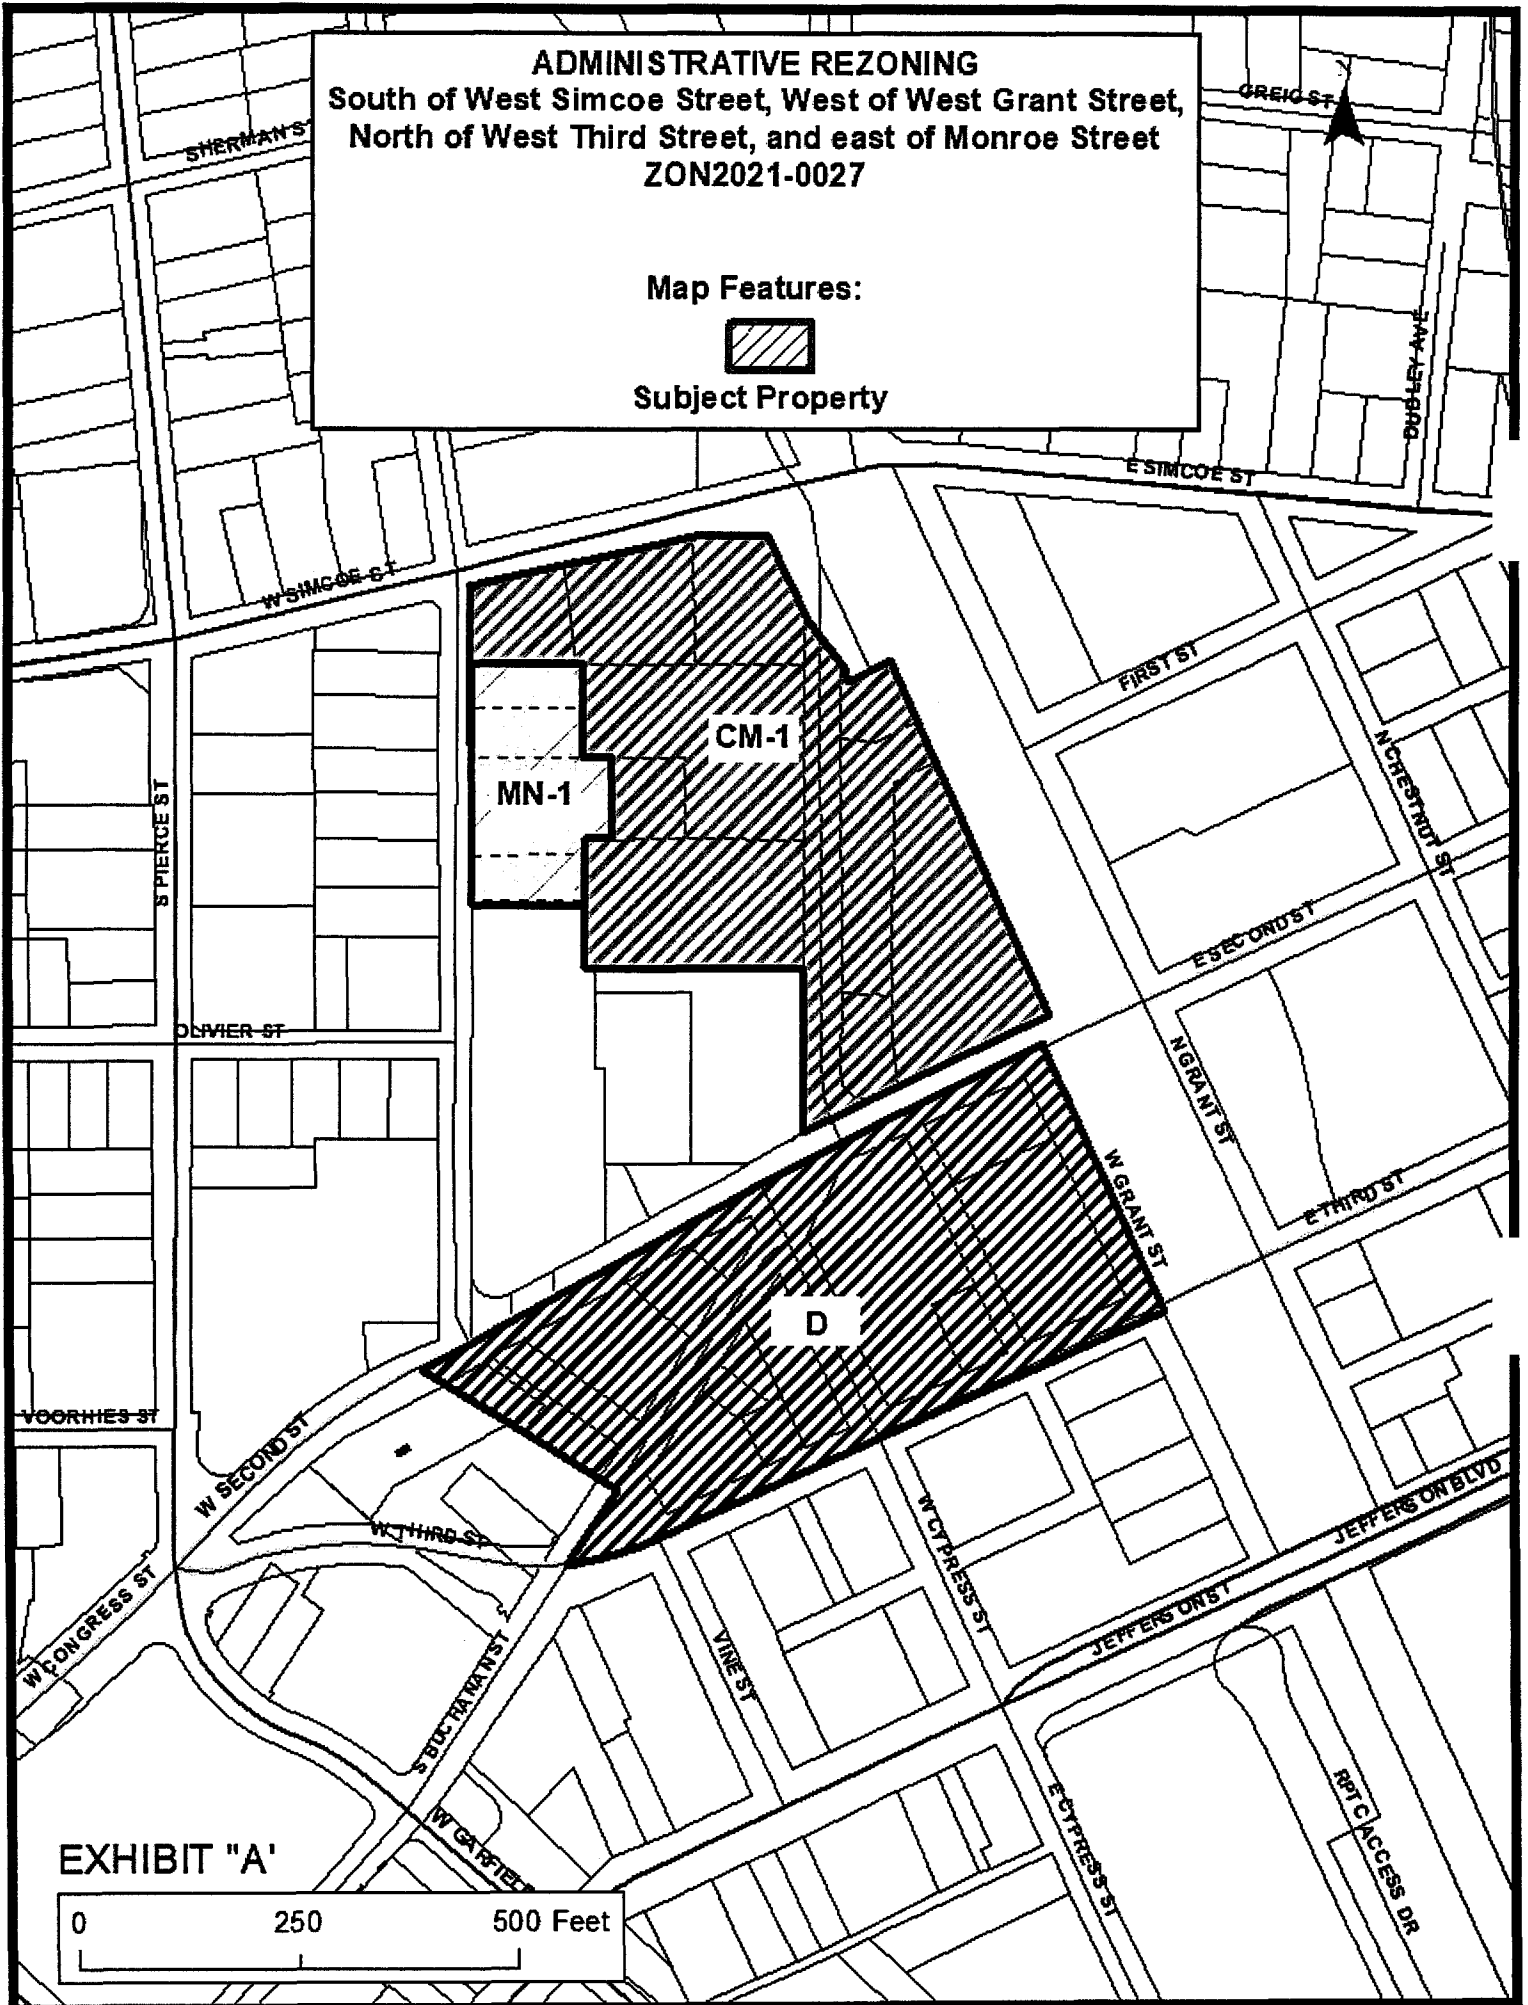 ADMINISTRATIVE REZONING
South of West Simcoe Street, West of West Grant Street,
North of West Third Street, and east of Monroe Street
ZON2021-0027
Map Features:
Subject Property
GREIG ST
SHERMAN S
DUDLEY AVE
E SIMCOE ST
W SIMCOE ST
FIRST ST
CM-1
MN-1
S PIERCE ST
N CHESTNUT ST
E SECOND ST
OLIVIER ST
N GRANT ST
W GRANT ST
E THIRD ST
D
VOORHIES ST
W SECOND ST
W THIRD ST
W CYPRESS ST
JEFFERSON BLVD
W CONGRESS ST
JEFFERSON ST
S BUCHANAN ST
VINE ST
E CYPRESS ST
RPTC ACCESS DR
W GARFIELD
EXHIBIT "A'
0 250 500 Feet